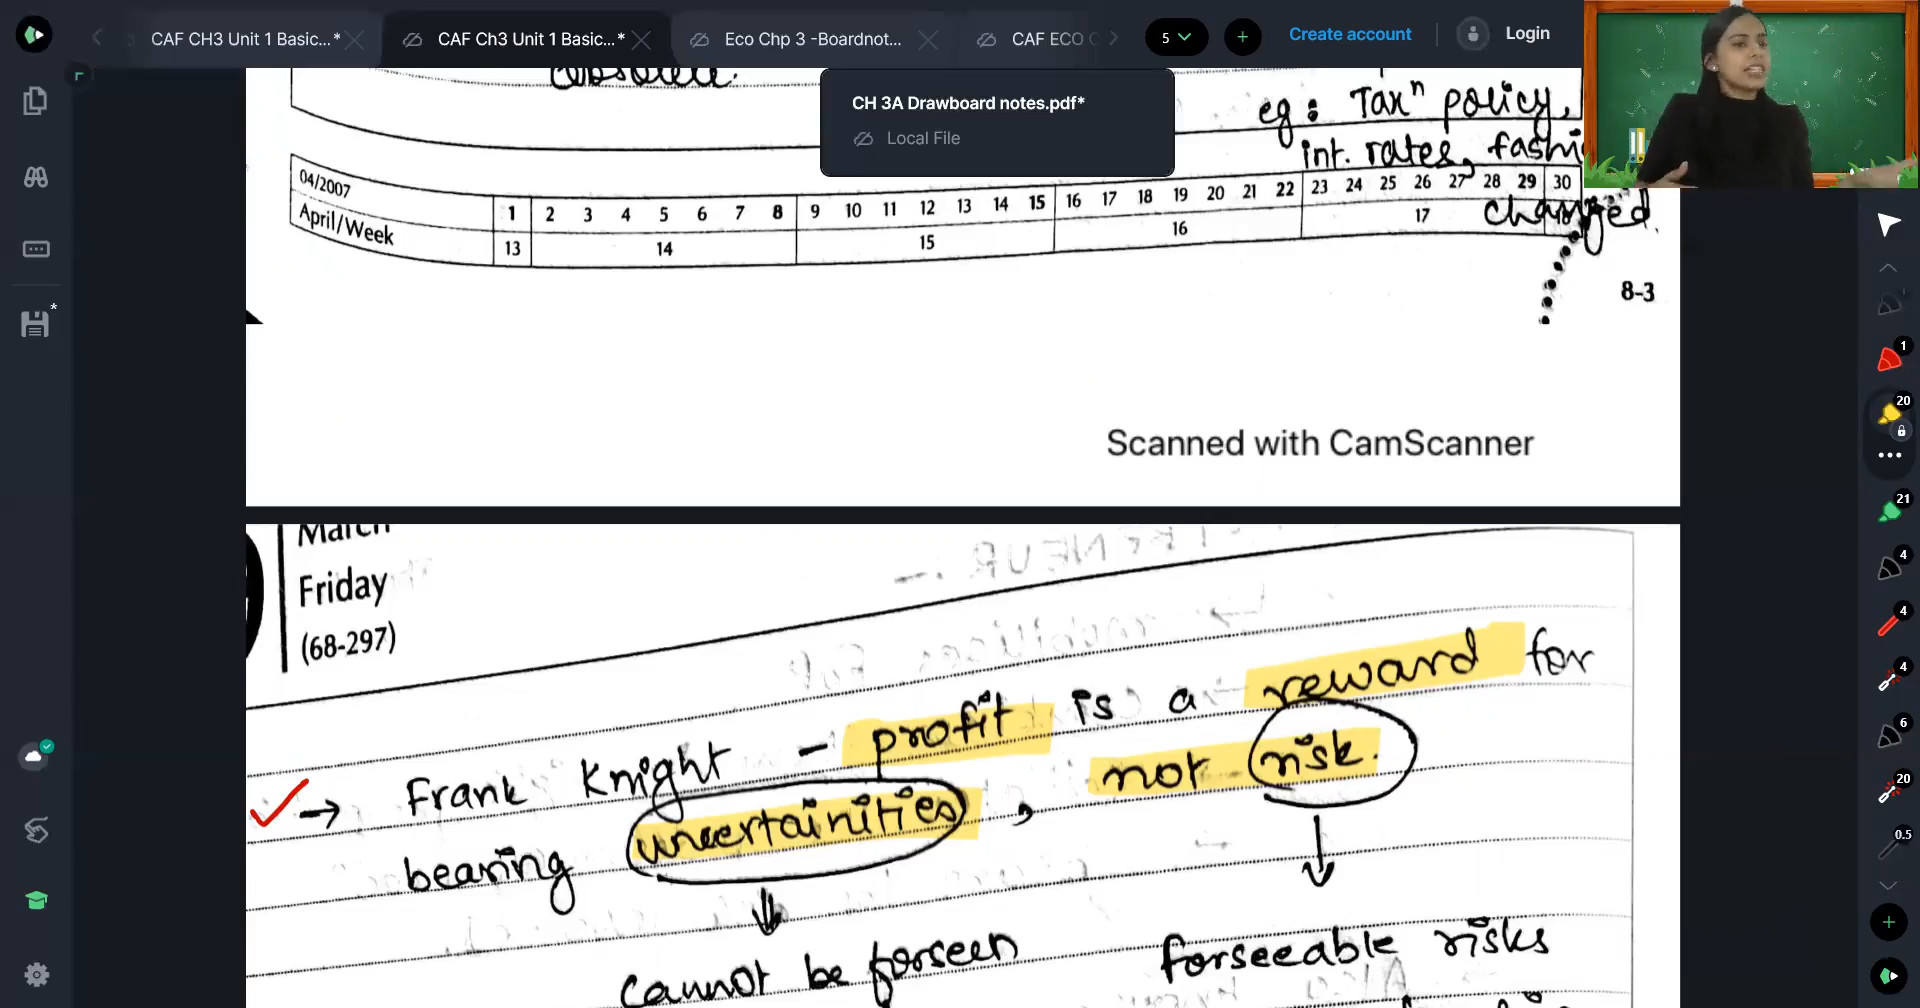 CAF CH3 Unit 1 Basic...*
CAF Ch3 Unit 1 Basic...*
Eco Chp 3 -Boardnot...
CAF ECO
5
Create account
Login
CH 3A Drawboard notes.pdf*
Local File
obsolete.
eg: Taxⁿ policy,
int. rates, fashi
changed.
04/2007
1 2 3 4 5 6 7 8 9 10 11 12 13 14 15 16 17 18 19 20 21 22 23 24 25 26 27 28 29 30
April/Week
13 14 15 16 17
8-3
Scanned with CamScanner
March
Friday
(68-297)
→ Frank Knight - profit is a reward for
bearing uncertainities, not risk.
cannot be forseen
forseeable risks
1
20
21
4
4
4
6
20
0.5